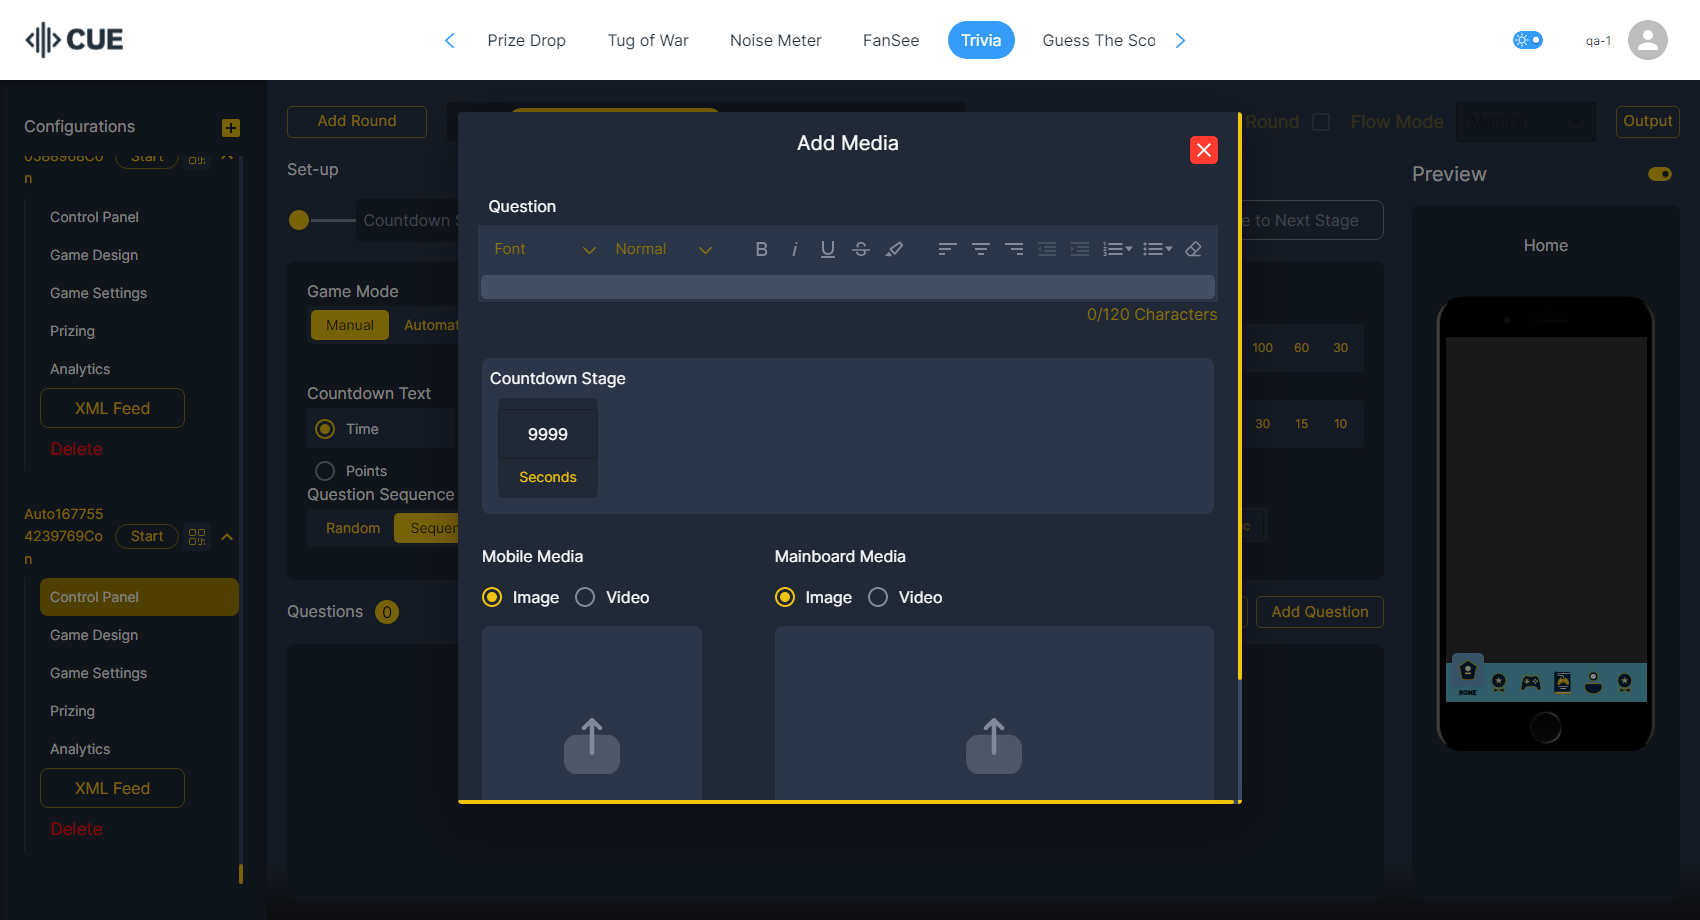 CUE
Prize Drop
Tug of War
Noise Meter
FanSee
Trivia
Guess The Sco
qa-1
Configurations
Start
n
Control Panel
Game Design
Game Settings
Prizing
Analytics
XML Feed
Delete
Auto167755
4239769Co
n
Start
Control Panel
Game Design
Game Settings
Prizing
Analytics
XML Feed
Delete
Add Round
Round
Flow Mode
Manual
Output
Set-up
Countdown
e to Next Stage
Game Mode
Manual
Automat
Countdown Text
Time
Points
Question Sequence
Random
Sequen
100
60
30
30
15
10
Questions
0
Add Question
Add Media
Question
Font
Normal
0/120 Characters
Countdown Stage
9999
Seconds
Mobile Media
Image
Video
Mainboard Media
Image
Video
Preview
Home
HOME